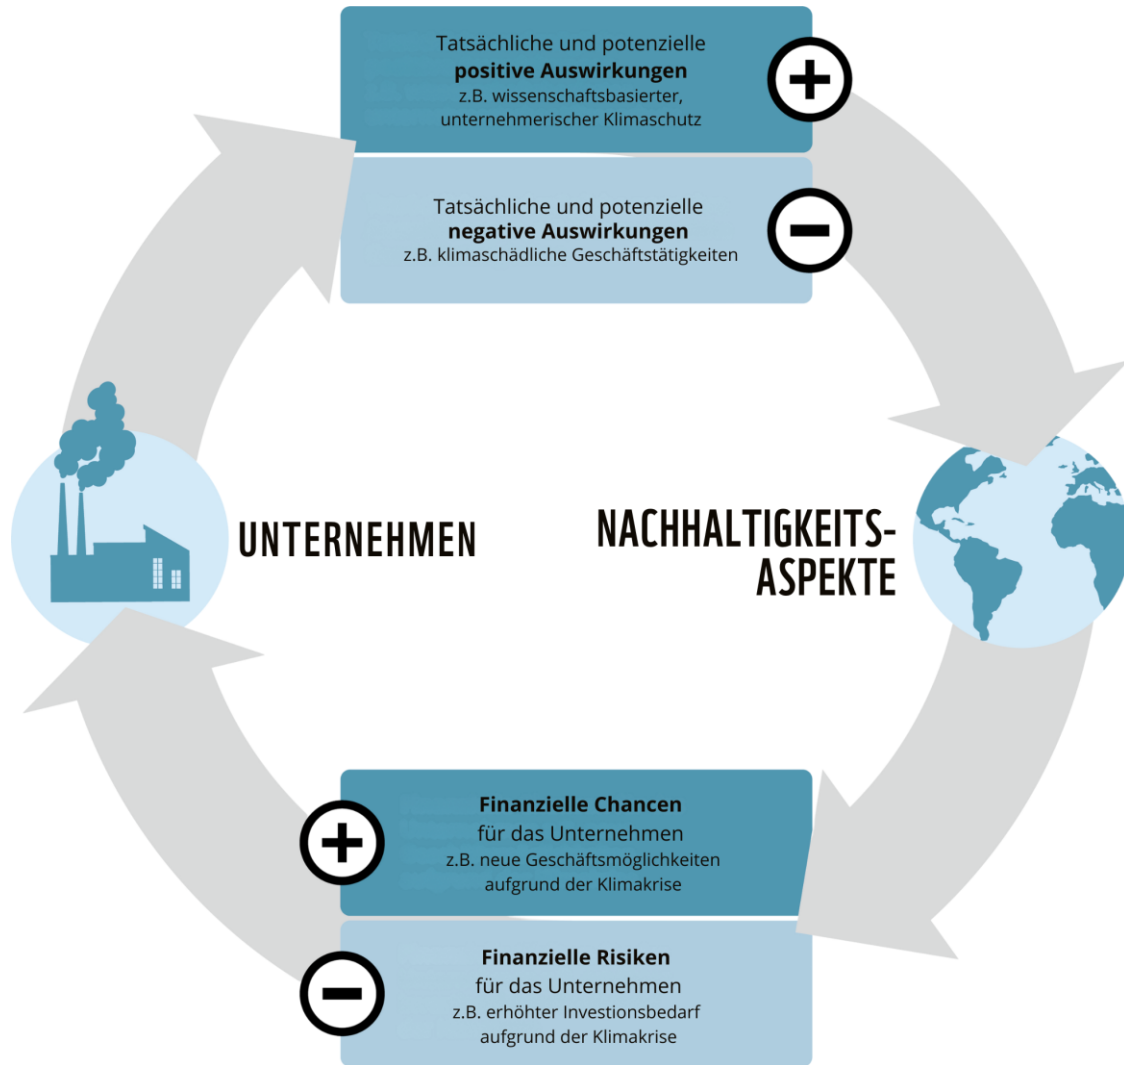 Tatsächliche und potenzielle
positive Auswirkungen
z.B. wissenschaftsbasierter,
unternehmerischer Klimaschutz
Tatsächliche und potenzielle
negative Auswirkungen
z.B. klimaschädliche Geschäftstätigkeiten
UNTERNEHMEN
NACHHALTIGKEITS-
ASPEKTE
Finanzielle Chancen
für das Unternehmen
z.B. neue Geschäftsmöglichkeiten
aufgrund der Klimakrise
Finanzielle Risiken
für das Unternehmen
z.B. erhöhter Investionsbedarf
aufgrund der Klimakrise